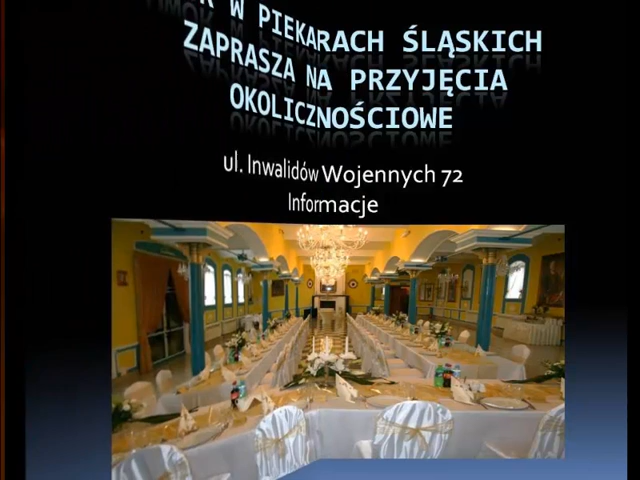 W PIEKARACH ŚLĄSKICH
ZAPRASZA NA PRZYJĘCIA
OKOLICZNOŚCIOWE
ul. Inwalidów Wojennych 72
Informacje